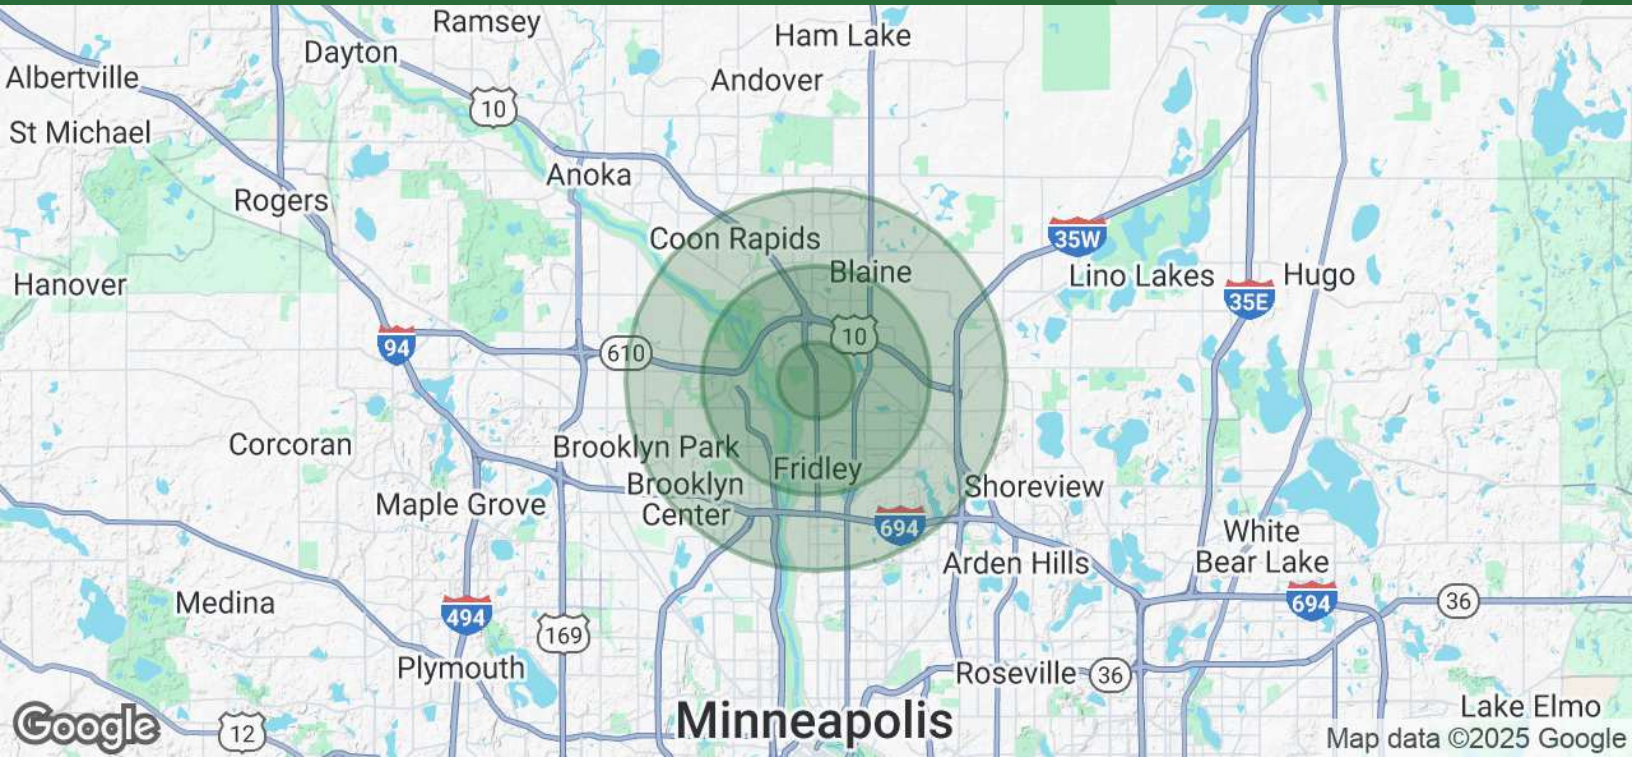 Ramsey
Ham Lake
Dayton
Albertville
Andover
10
St Michael
Anoka
Rogers
Coon Rapids
35W
Blaine
Lino Lakes
Hugo
Hanover
35E
10
94
610
Corcoran
Brooklyn Park
Fridley
Brooklyn
Center
Shoreview
Maple Grove
694
White
Bear Lake
Arden Hills
Medina
494
694
36
169
Plymouth
Roseville
36
Minneapolis
Lake Elmo
Google
12
Map data ©2025 Google